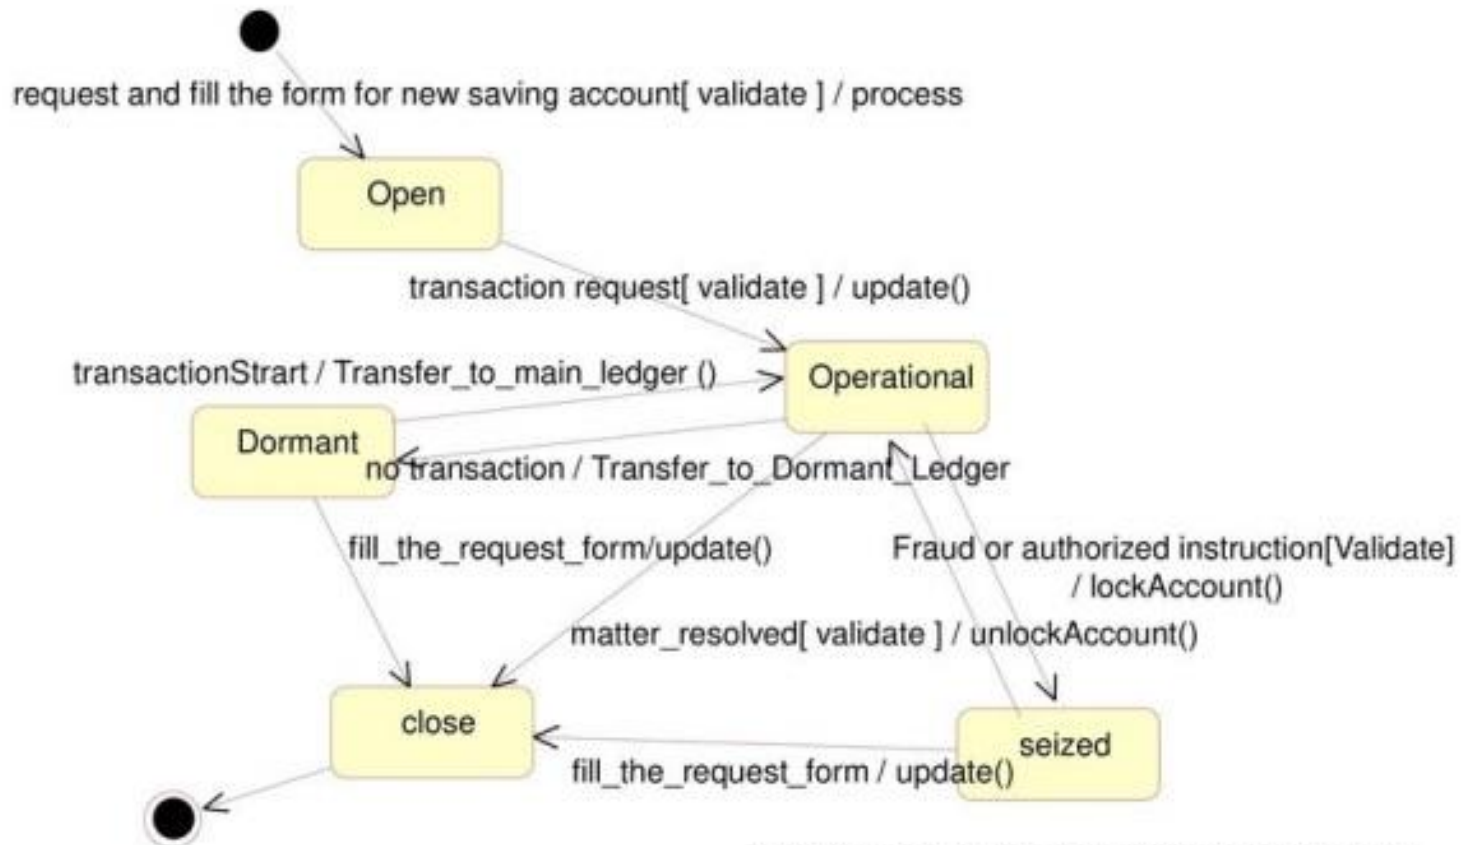 request and fill the form for new saving account[ validate ] / process
Open
transaction request[ validate ] / update()
transactionStrart / Transfer_to_main_ledger ()
Operational
Dormant
no transaction / Transfer_to_Dormant_Ledger
fill_the_request_form/update()
Fraud or authorized instruction[Validate]
/ lockAccount()
matter_resolved[ validate ] / unlockAccount()
close
seized
fill_the_request_form / update()